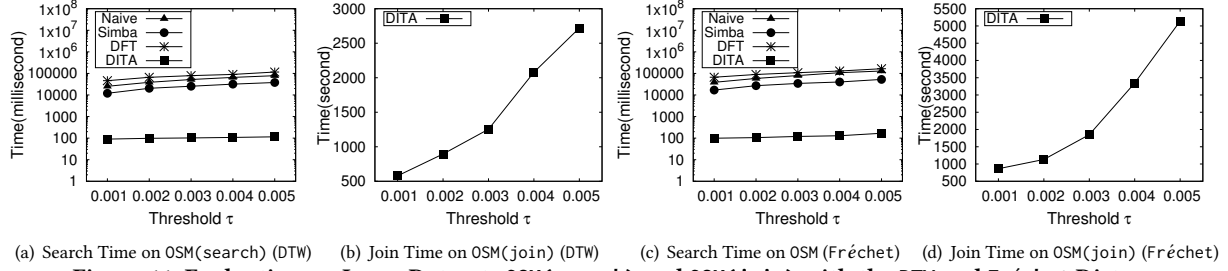 Naive
Simba
DFT
DITA
1x10^8
1x10^7
1x10^6
100000
10000
1000
100
10
1
Time(millisecond)
0.001 0.002 0.003 0.004 0.005
Threshold τ
(a) Search Time on OSM(search) (DTW)
DITA
3000
2500
2000
1500
1000
500
Time(second)
0.001 0.002 0.003 0.004 0.005
Threshold τ
(b) Join Time on OSM(join) (DTW)
Naive
Simba
DFT
DITA
1x10^8
1x10^7
1x10^6
100000
10000
1000
100
10
1
Time(millisecond)
0.001 0.002 0.003 0.004 0.005
Threshold τ
(c) Search Time on OSM (Fréchet)
DITA
5500
5000
4500
4000
3500
3000
2500
2000
1500
1000
500
Time(second)
0.001 0.002 0.003 0.004 0.005
Threshold τ
(d) Join Time on OSM(join) (Fréchet)